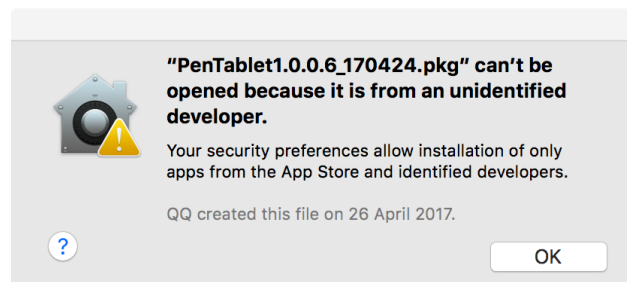 “PenTablet1.0.0.6_170424.pkg” can’t be
opened because it is from an unidentified
developer.
Your security preferences allow installation of only
apps from the App Store and identified developers.
QQ created this file on 26 April 2017.
?
OK